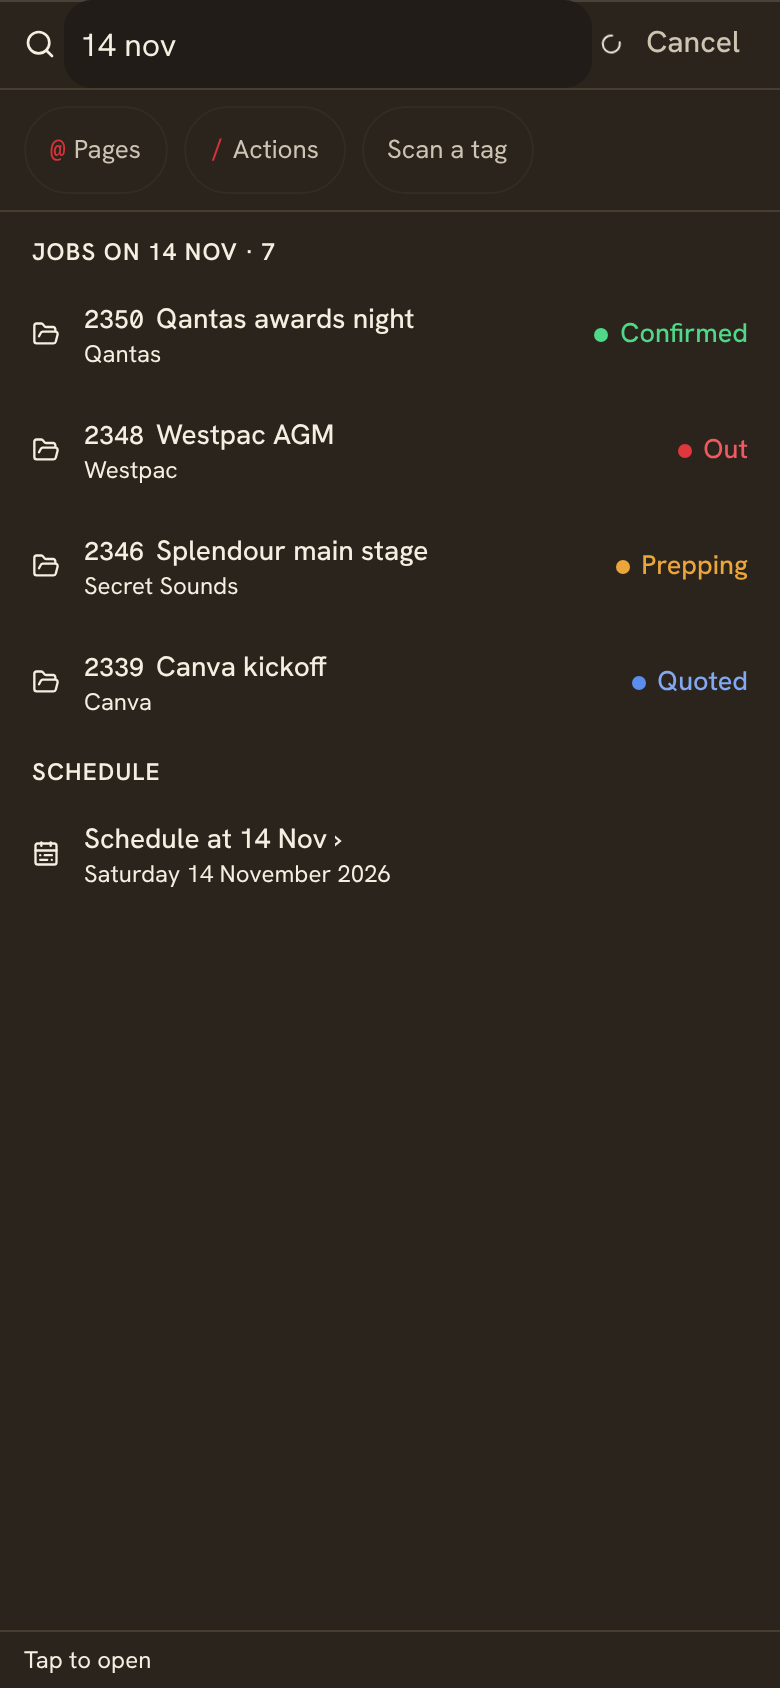 14 nov
Cancel
@ Pages
/ Actions
Scan a tag
JOBS ON 14 NOV · 7
2350 Qantas awards night
Qantas
Confirmed
2348 Westpac AGM
Westpac
Out
2346 Splendour main stage
Secret Sounds
Prepping
2339 Canva kickoff
Canva
Quoted
SCHEDULE
Schedule at 14 Nov ›
Saturday 14 November 2026
Tap to open